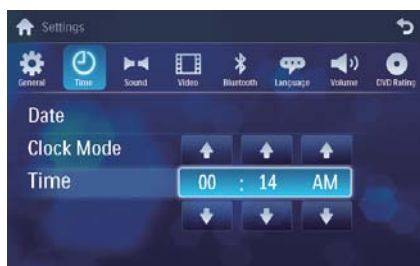 Settings
General Time Sound Video Bluetooth Language Volume DVD Rating
Date
Clock Mode
Time 00 : 14 AM